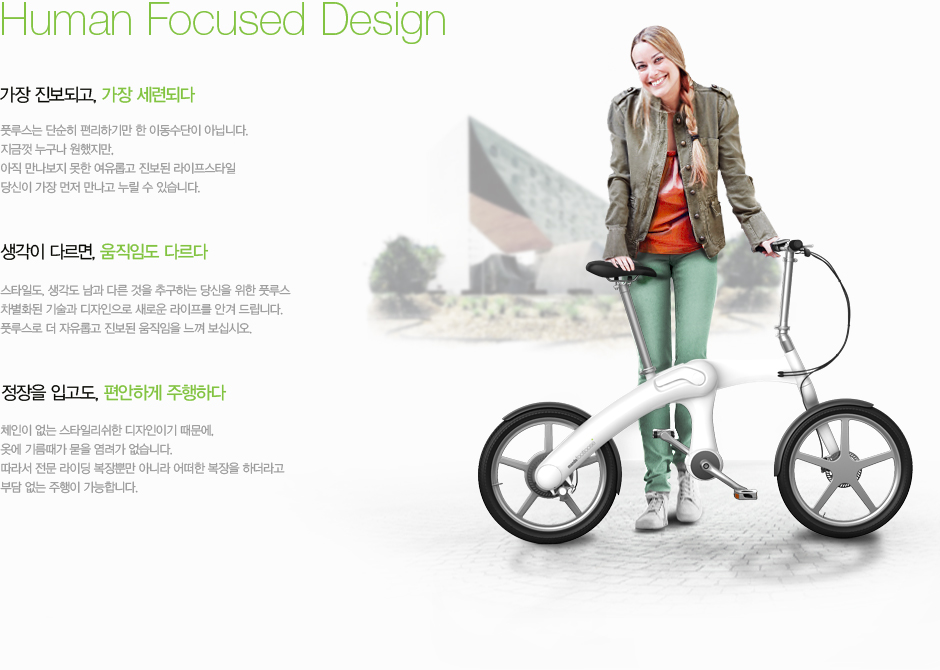 Human Focused Design
가장 진보되고, 가장 세련되다
풋루스는 단순히 편리하기만 한 이동수단이 아닙니다.
지금껏 누구나 원했지만,
아직 만나보지 못한 여유롭고 진보된 라이프스타일
당신이 가장 먼저 만나고 누릴 수 있습니다.
생각이 다르면, 움직임도 다르다
스타일도, 생각도 남과 다른 것을 추구하는 당신을 위한 풋루스
차별화된 기술과 디자인으로 새로운 라이프를 안겨 드립니다.
풋루스로 더 자유롭고 진보된 움직임을 느껴 보십시오.
정장을 입고도, 편안하게 주행하다
체인이 없는 스타일리쉬한 디자인이기 때문에,
옷에 기름때가 묻을 염려가 없습니다.
따라서 전문 라이딩 복장뿐만 아니라 어떠한 복장을 하더라고
부담 없는 주행이 가능합니다.